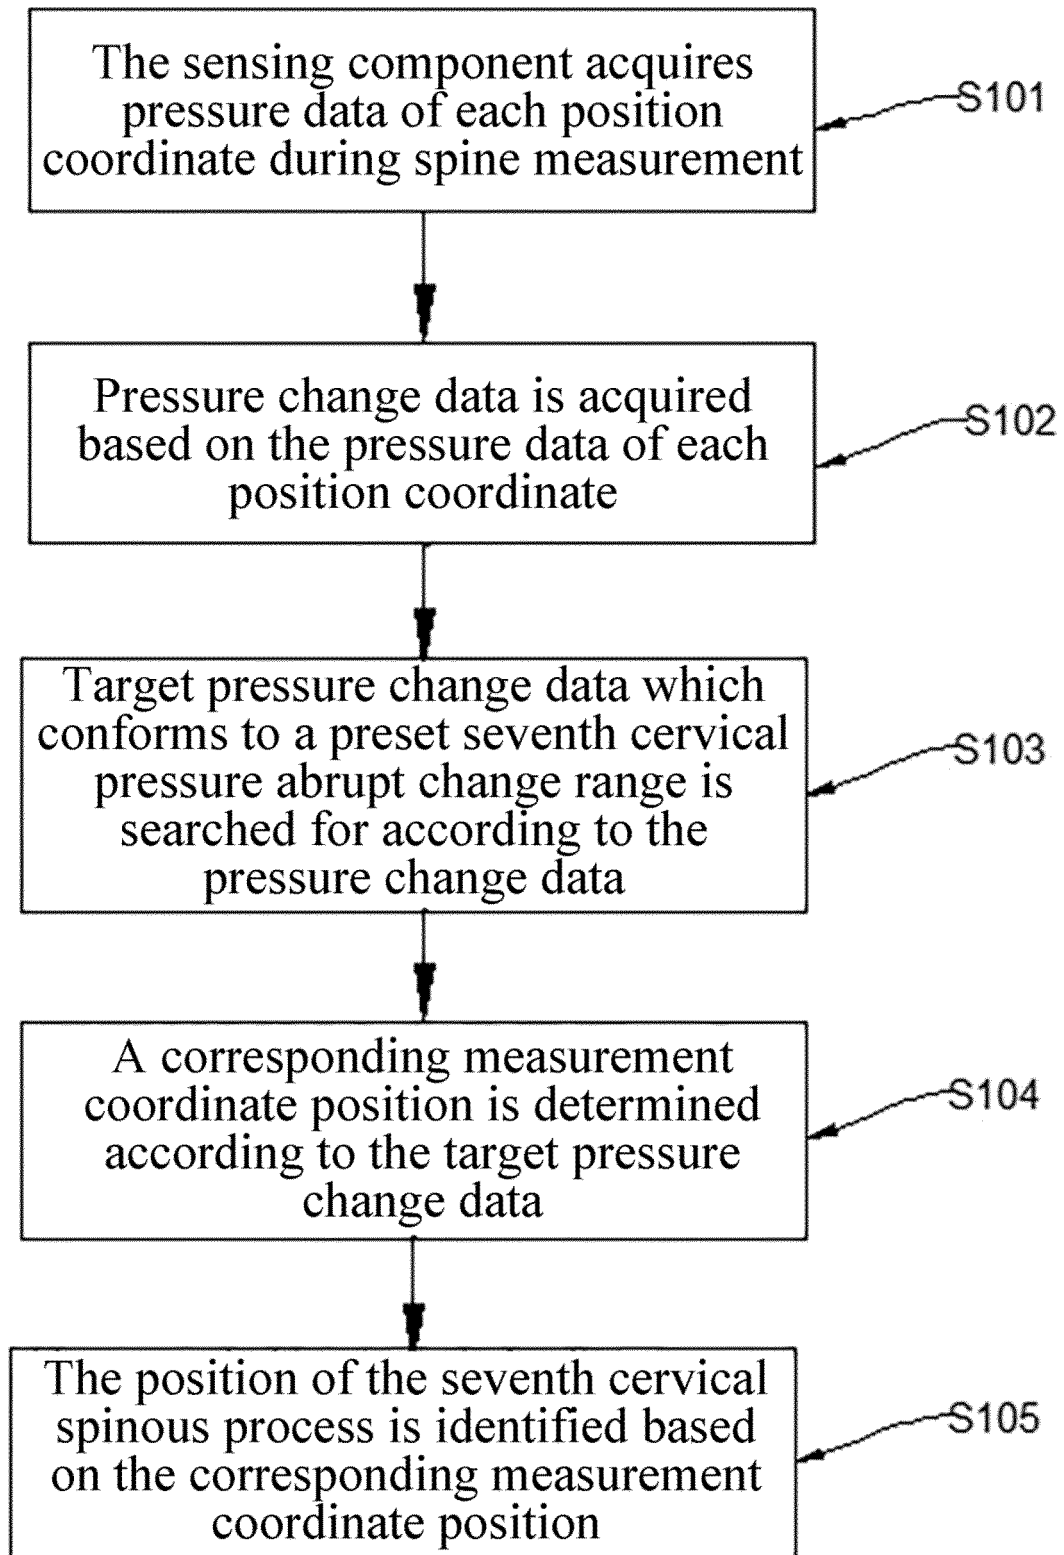 The sensing component acquires
pressure data of each position
coordinate during spine measurement
S101
Pressure change data is acquired
based on the pressure data of each
position coordinate
S102
Target pressure change data which
conforms to a preset seventh cervical
pressure abrupt change range is
searched for according to the
pressure change data
S103
A corresponding measurement
coordinate position is determined
according to the target pressure
change data
S104
The position of the seventh cervical
spinous process is identified based
on the corresponding measurement
coordinate position
S105